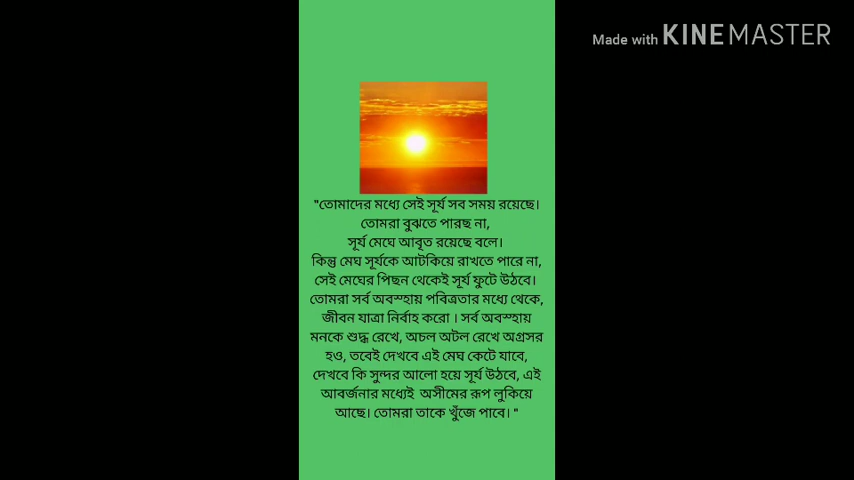 Made with KINEMASTER
"তোমাদের মধ্যে সেই সূর্য সব সময় রয়েছে।
তোমরা বুঝতে পারছ না,
সূর্য মেঘে আবৃত রয়েছে বলে।
কিন্তু মেঘ সূর্যকে আটকিয়ে রাখতে পারে না,
সেই মেঘের পিছন থেকেই সূর্য ফুটে উঠবে।
তোমরা সর্ব অবস্হায় পবিত্রতার মধ্যে থেকে,
জীবন যাত্রা নির্বাহ করো । সর্ব অবস্হায়
মনকে শুদ্ধ রেখে, অচল অটল রেখে অগ্রসর
হও, তবেই দেখবে এই মেঘ কেটে যাবে,
দেখবে কি সুন্দর আলো হয়ে সূর্য উঠবে, এই
আবর্জনার মধ্যেই অসীমের রূপ লুকিয়ে
আছে। তোমরা তাকে খুঁজে পাবে। "